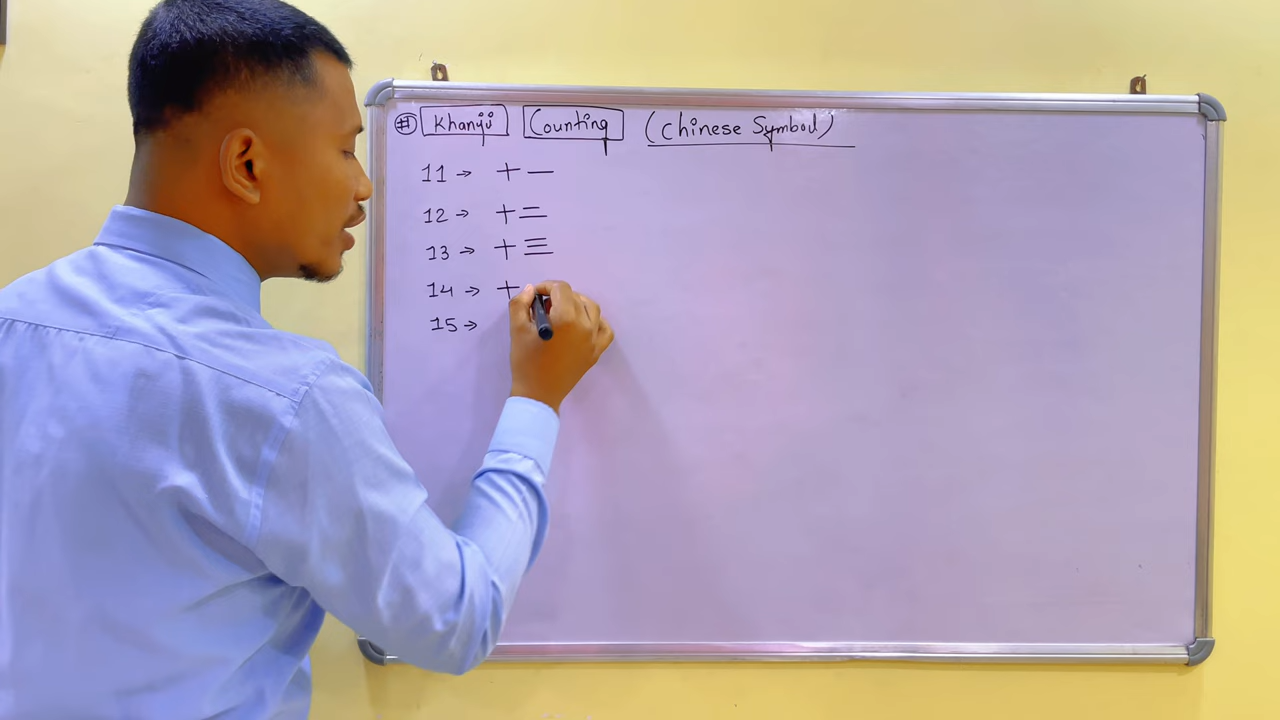 # Khanji Counting (Chinese Symbol)
11 → 十一
12 → 十二
13 → 十三
14 → 十
15 →